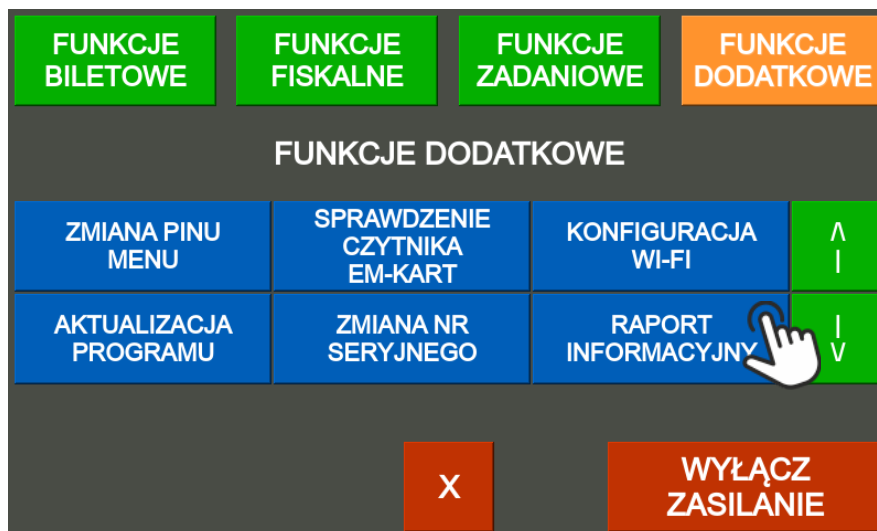 FUNKCJE
BILETOWE
FUNKCJE
FISKALNE
FUNKCJE
ZADANIOWE
FUNKCJE
DODATKOWE
FUNKCJE DODATKOWE
ZMIANA PINU
MENU
SPRAWDZENIE
CZYTNIKA
EM-KART
KONFIGURACJA
WI-FI
/\
|
AKTUALIZACJA
PROGRAMU
ZMIANA NR
SERYJNEGO
RAPORT
INFORMACYJNY
|
\/
X
WYŁĄCZ
ZASILANIE